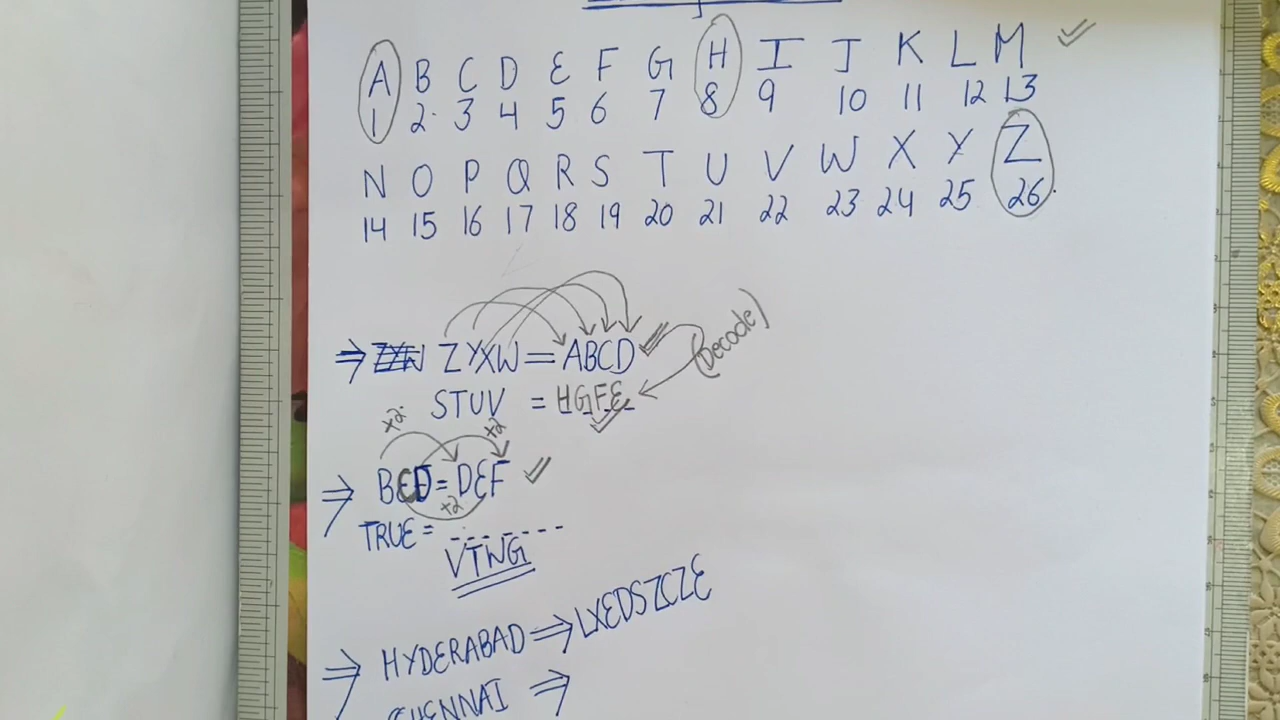 A B C D E F G H I J K L M
1 2 3 4 5 6 7 8 9 10 11 12 13
N O P Q R S T U V W X Y Z
14 15 16 17 18 19 20 21 22 23 24 25 26
⇒ ZYXW = ABCD (Decode)
STUV = HGFE
+2 +2
⇒ BCD = DEF
+2
TRUE =
VTWG
⇒ HYDERABAD ⇒ LXEDSZCZE
CHENNAI ⇒